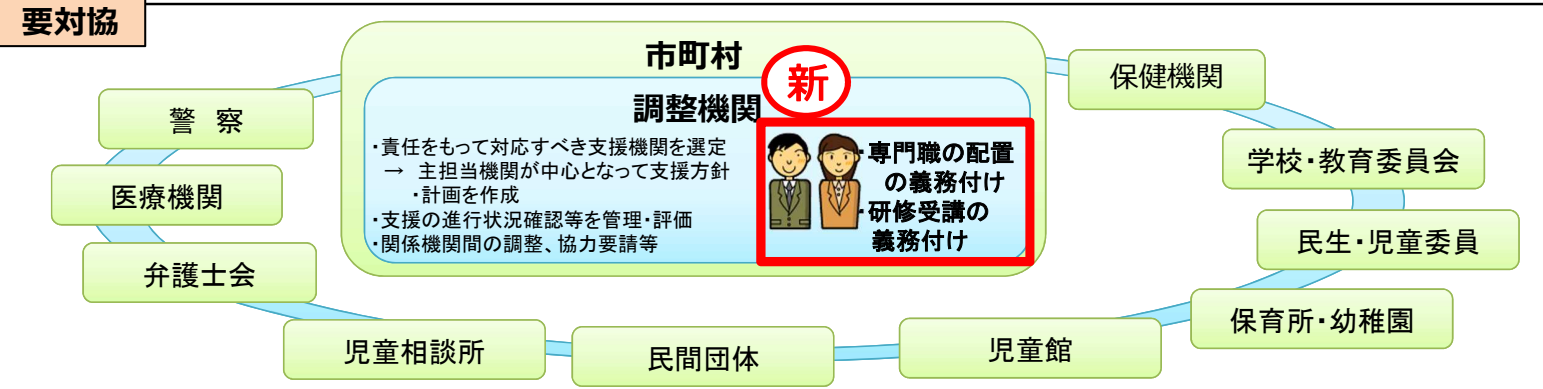 要対協
市町村
新
調整機関
・責任をもって対応すべき支援機関を選定
→ 主担当機関が中心となって支援方針
・計画を作成
・支援の進行状況確認等を管理・評価
・関係機関間の調整、協力要請等
・専門職の配置
の義務付け
・研修受講の
義務付け
保健機関
学校・教育委員会
民生・児童委員
保育所・幼稚園
児童館
民間団体
児童相談所
弁護士会
医療機関
警 察